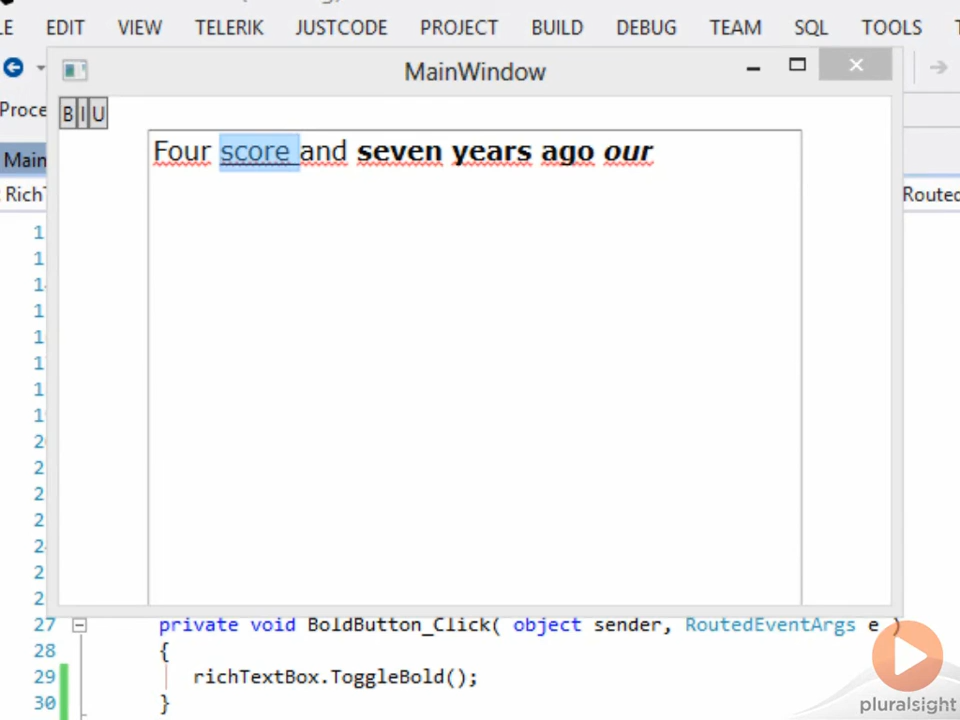 LE EDIT VIEW TELERIK JUSTCODE PROJECT BUILD DEBUG TEAM SQL TOOLS
MainWindow
Proce
B I U
Main
Four score and seven years ago our
RichT
Routed
27 private void BoldButton_Click( object sender, RoutedEventArgs e )
28 {
29 richTextBox.ToggleBold();
30 }
pluralsight